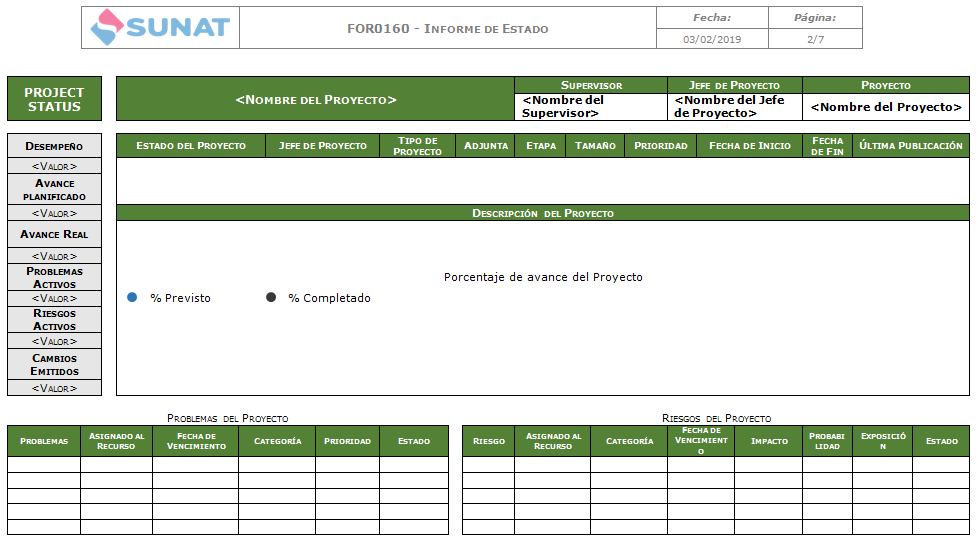 SUNAT
FOR0160 - INFORME DE ESTADO
Fecha:
Página:
03/02/2019
2/7
PROJECT
STATUS
<NOMBRE DEL PROYECTO>
SUPERVISOR
JEFE DE PROYECTO
PROYECTO
<Nombre del
Supervisor>
<Nombre del Jefe
de Proyecto>
<Nombre del Proyecto>
DESEMPEÑO
<VALOR>
AVANCE
PLANIFICADO
<VALOR>
AVANCE REAL
<VALOR>
PROBLEMAS
ACTIVOS
<VALOR>
RIESGOS
ACTIVOS
<VALOR>
CAMBIOS
EMITIDOS
<VALOR>
ESTADO DEL PROYECTO
JEFE DE PROYECTO
TIPO DE
PROYECTO
ADJUNTA
ETAPA
TAMAÑO
PRIORIDAD
FECHA DE INICIO
FECHA
DE FIN
ÚLTIMA PUBLICACIÓN
DESCRIPCIÓN DEL PROYECTO
Porcentaje de avance del Proyecto
% Previsto
% Completado
PROBLEMAS DEL PROYECTO
PROBLEMAS
ASIGNADO AL
RECURSO
FECHA DE
VENCIMIENTO
CATEGORÍA
PRIORIDAD
ESTADO
RIESGOS DEL PROYECTO
RIESGO
ASIGNADO AL
RECURSO
CATEGORÍA
FECHA DE
VENCIMIENT
O
IMPACTO
PROBABI
LIDAD
EXPOSICIÓ
N
ESTADO